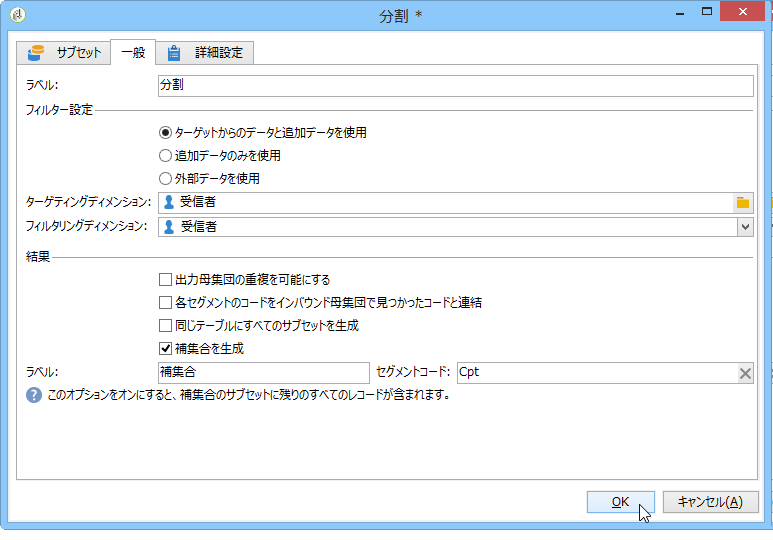 分割 *
サブセット 一般 詳細設定
ラベル: 分割
フィルター設定
ターゲットからのデータと追加データを使用
追加データのみを使用
外部データを使用
ターゲティングディメンション: 受信者
フィルタリングディメンション: 受信者
結果
出力母集団の重複を可能にする
各セグメントのコードをインバウンド母集団で見つかったコードと連結
同じテーブルにすべてのサブセットを生成
補集合を生成
ラベル: 補集合 セグメントコード: Cpt
このオプションをオンにすると、補集合のサブセットに残りのすべてのレコードが含まれます。
OK キャンセル(A)